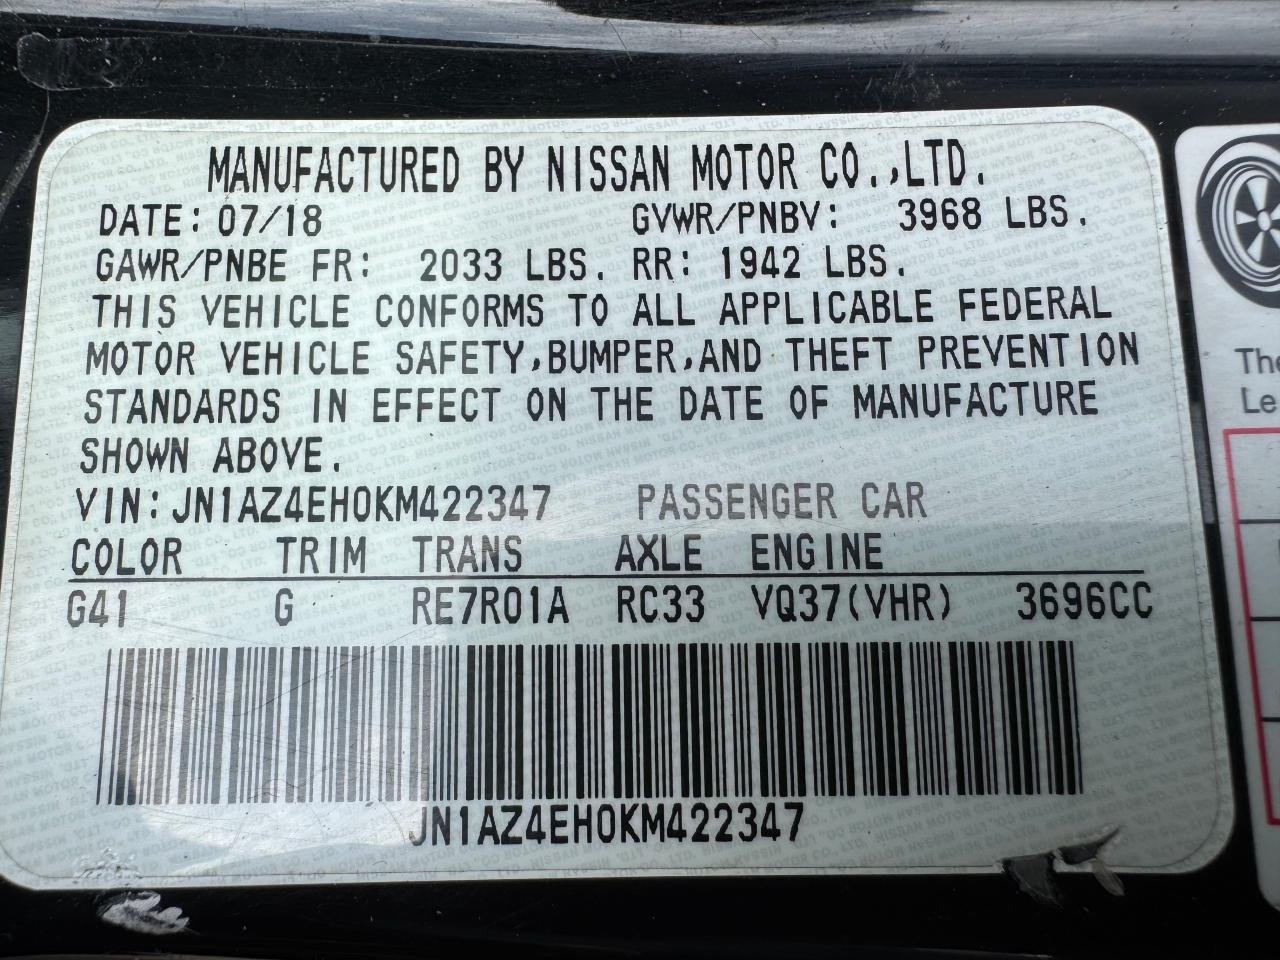 MANUFACTURED BY NISSAN MOTOR CO.,LTD.
DATE: 07/18 GVWR/PNBV: 3968 LBS.
GAWR/PNBE FR: 2033 LBS. RR: 1942 LBS.
THIS VEHICLE CONFORMS TO ALL APPLICABLE FEDERAL
MOTOR VEHICLE SAFETY,BUMPER,AND THEFT PREVENTION
STANDARDS IN EFFECT ON THE DATE OF MANUFACTURE
SHOWN ABOVE.
VIN:JN1AZ4EH0KM422347 PASSENGER CAR
COLOR TRIM TRANS AXLE ENGINE
G41 G RE7R01A RC33 VQ37(VHR) 3696CC
JN1AZ4EH0KM422347
The
Le